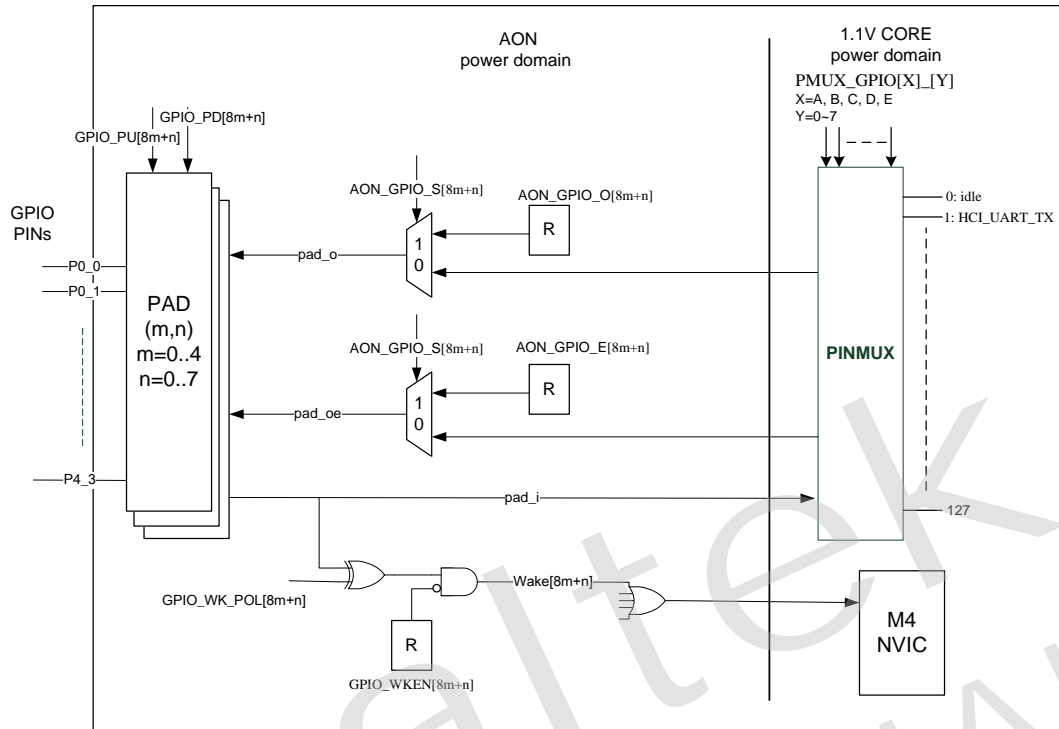 AON
power domain
1.1V CORE
power domain
PMUX_GPIO[X]_[Y]
X=A, B, C, D, E
Y=0~7
GPIO_PD[8m+n]
GPIO_PU[8m+n]
AON_GPIO_S[8m+n]
AON_GPIO_O[8m+n]
R
1
0
pad_o
0: idle
1: HCI_UART_TX
GPIO
PINs
P0_0
P0_1
PAD
(m,n)
m=0..4
n=0..7
AON_GPIO_S[8m+n]
AON_GPIO_E[8m+n]
R
1
0
pad_oe
PINMUX
P4_3
pad_i
127
GPIO_WK_POL[8m+n]
Wake[8m+n]
R
GPIO_WKEN[8m+n]
M4
NVIC
altek